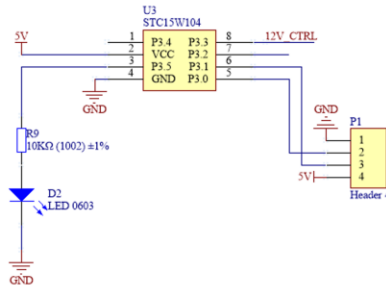 U3
STC15W104
5V
1 P3.4 P3.3 8 12V_CTRL
2 VCC P3.2 7
3 P3.5 P3.1 6
4 GND P3.0 5
GND
R9
10KΩ (1002) ±1%
D2
LED 0603
GND
GND
P1
1
2
3
5V 4
Header